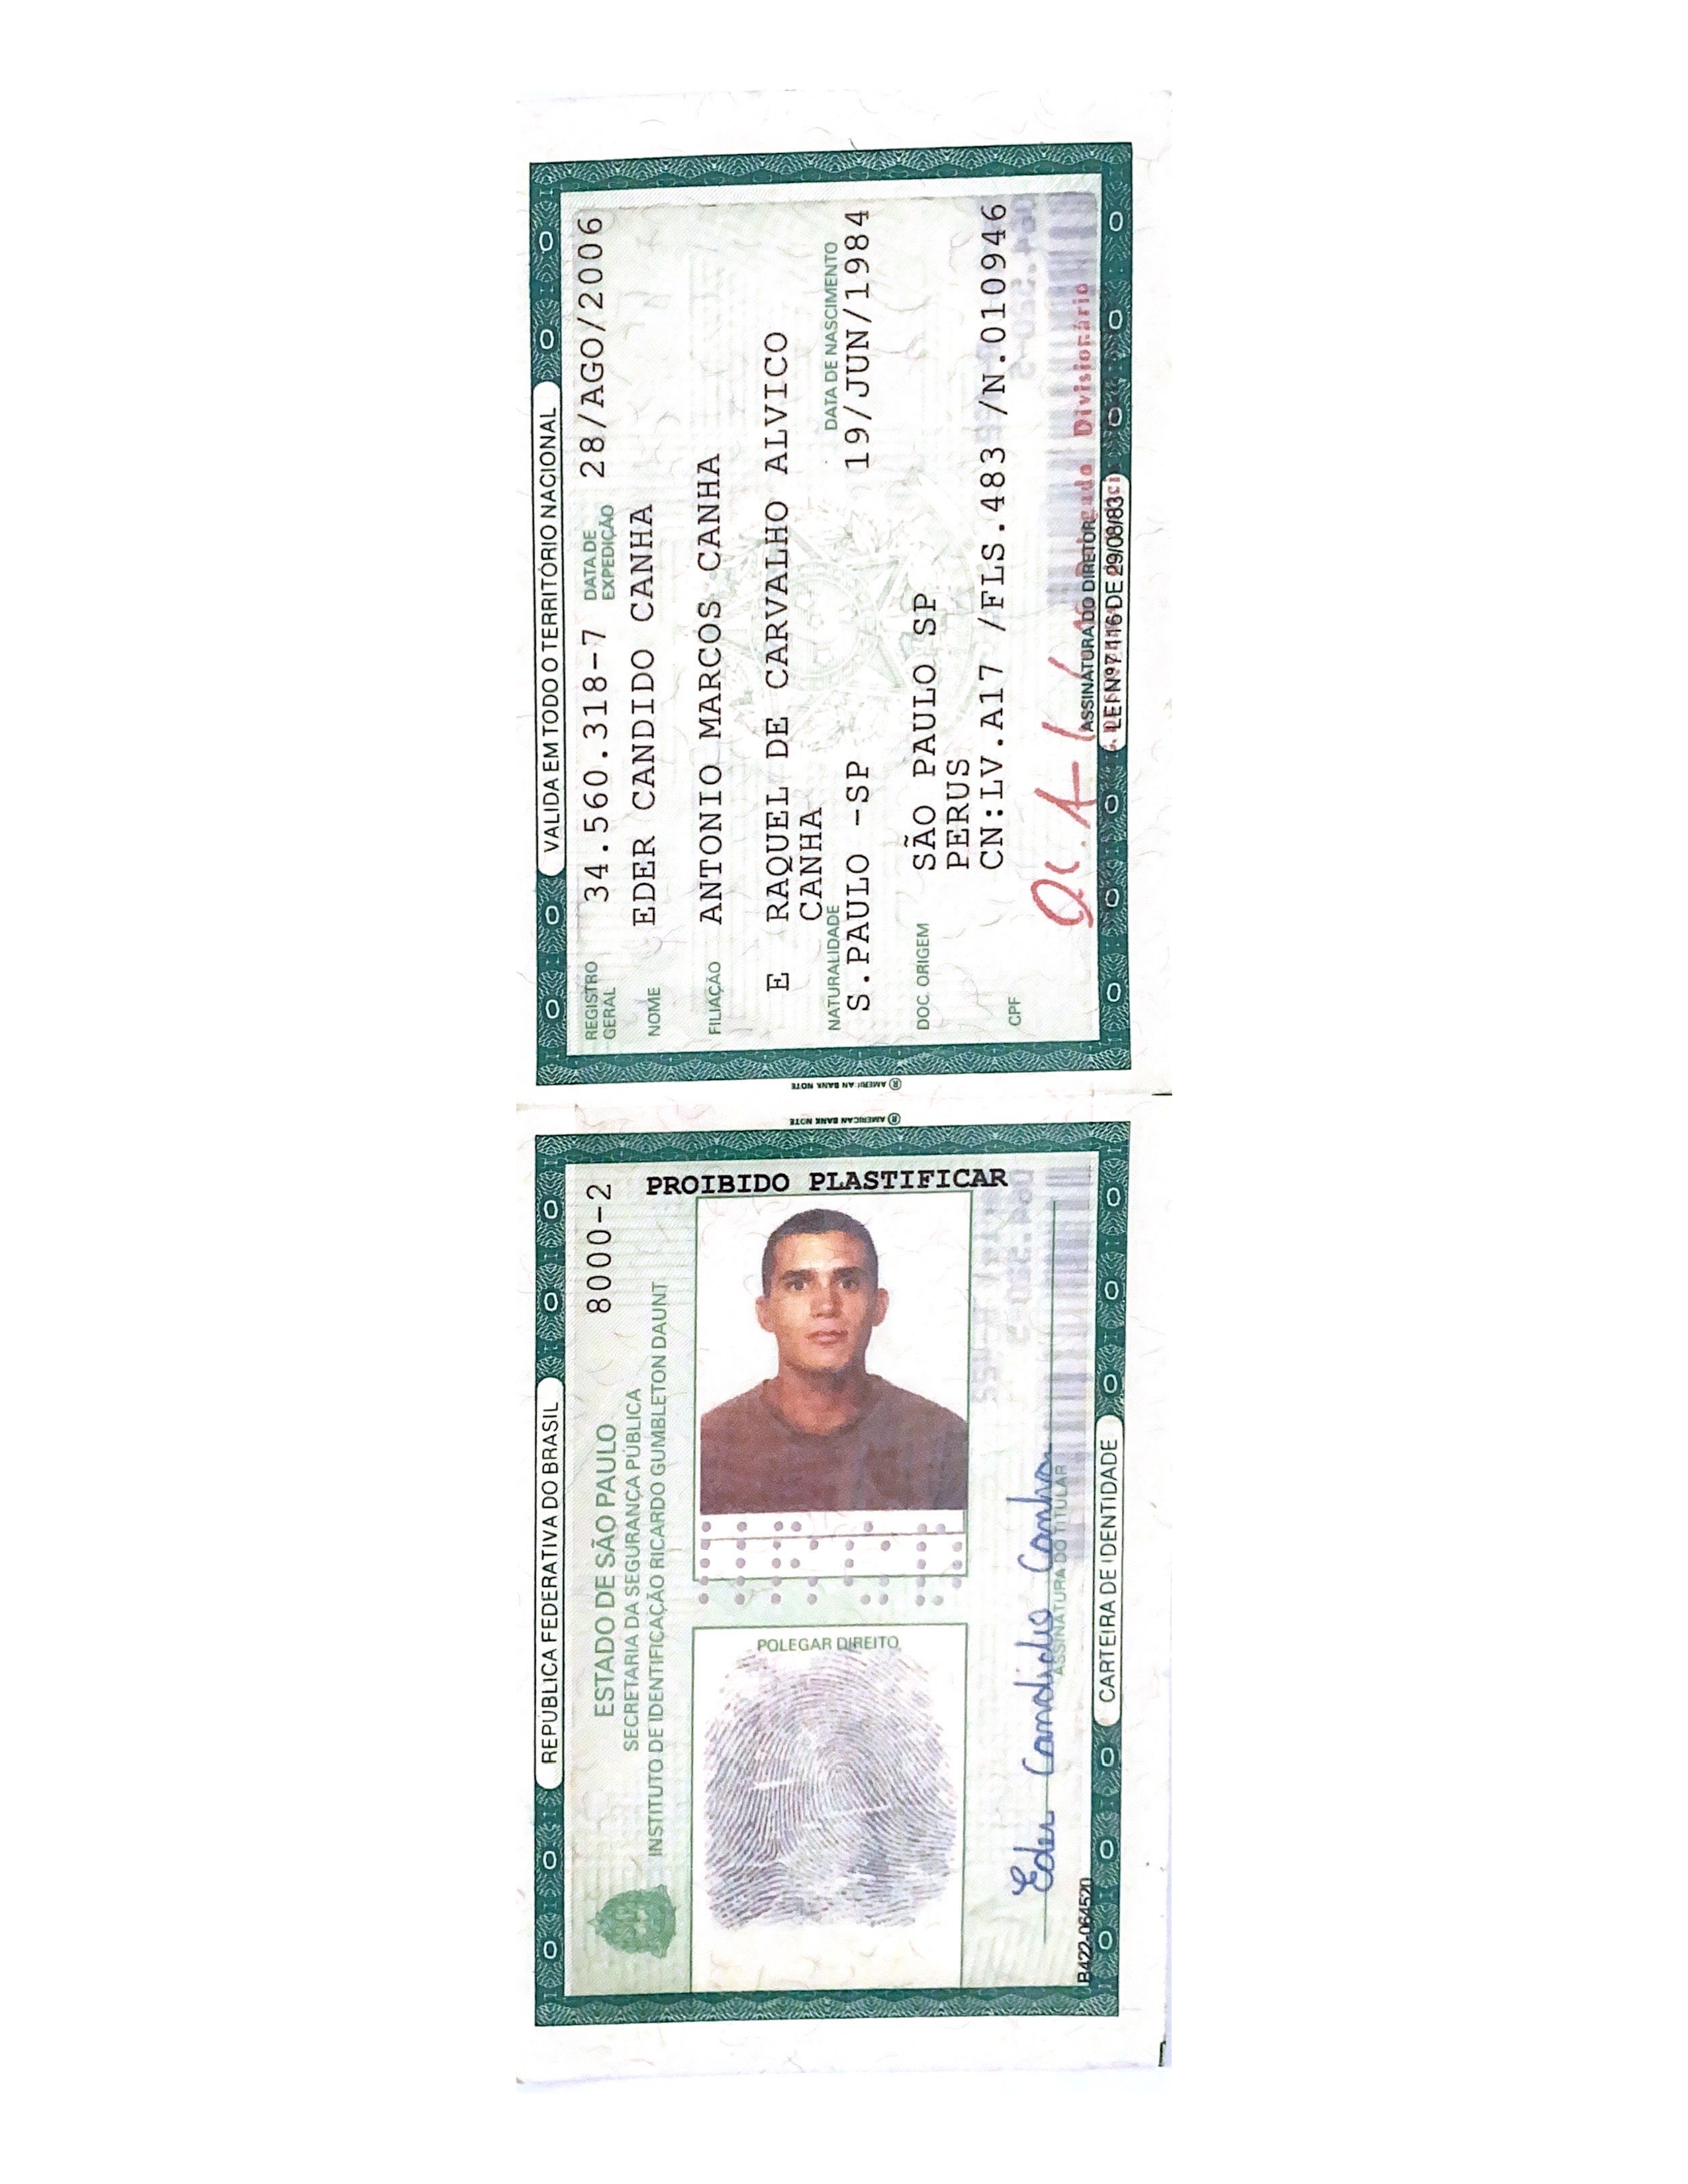 VALIDA EM TODO O TERRITÓRIO NACIONAL
REGISTRO GERAL 34.560.318-7 DATA DE EXPEDIÇÃO 28/AGO/2006
NOME EDER CANDIDO CANHA
FILIAÇÃO ANTONIO MARCOS CANHA
E RAQUEL DE CARVALHO ALVICO
CANHA
NATURALIDADE DATA DE NASCIMENTO
S.PAULO -SP 19/JUN/1984
DOC. ORIGEM SÃO PAULO SP
PERUS
CN:LV.A17 /FLS.483 /N.010946
CPF
Divisionário
ASSINATURA DO DIRETOR
LEI Nº 7.116 DE 29/08/83
AMERICAN BANK NOTE
AMERICAN BANK NOTE
REPUBLICA FEDERATIVA DO BRASIL
8000-2
ESTADO DE SÃO PAULO
SECRETARIA DA SEGURANÇA PÚBLICA
INSTITUTO DE IDENTIFICAÇÃO RICARDO GUMBLETON DAUNT
PROIBIDO PLASTIFICAR
POLEGAR DIREITO
Eder Candido Canha
ASSINATURA DO TITULAR
B422-064520
CARTEIRA DE IDENTIDADE